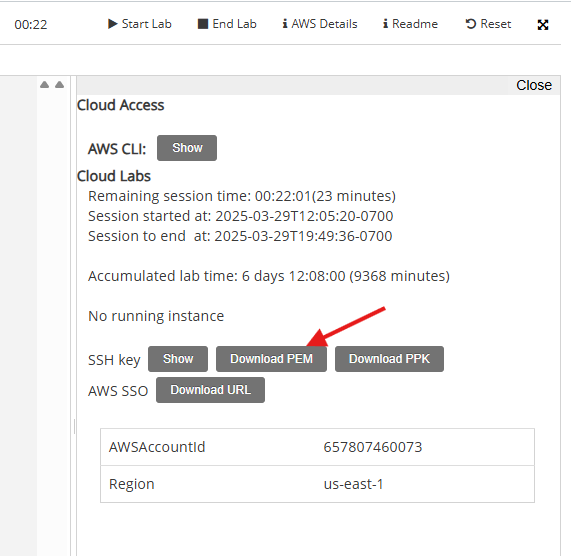 00:22 Start Lab End Lab AWS Details Readme Reset
Close
Cloud Access
AWS CLI: Show
Cloud Labs
Remaining session time: 00:22:01(23 minutes)
Session started at: 2025-03-29T12:05:20-0700
Session to end at: 2025-03-29T19:49:36-0700
Accumulated lab time: 6 days 12:08:00 (9368 minutes)
No running instance
SSH key Show Download PEM Download PPK
AWS SSO Download URL
AWSAccountId 657807460073
Region us-east-1